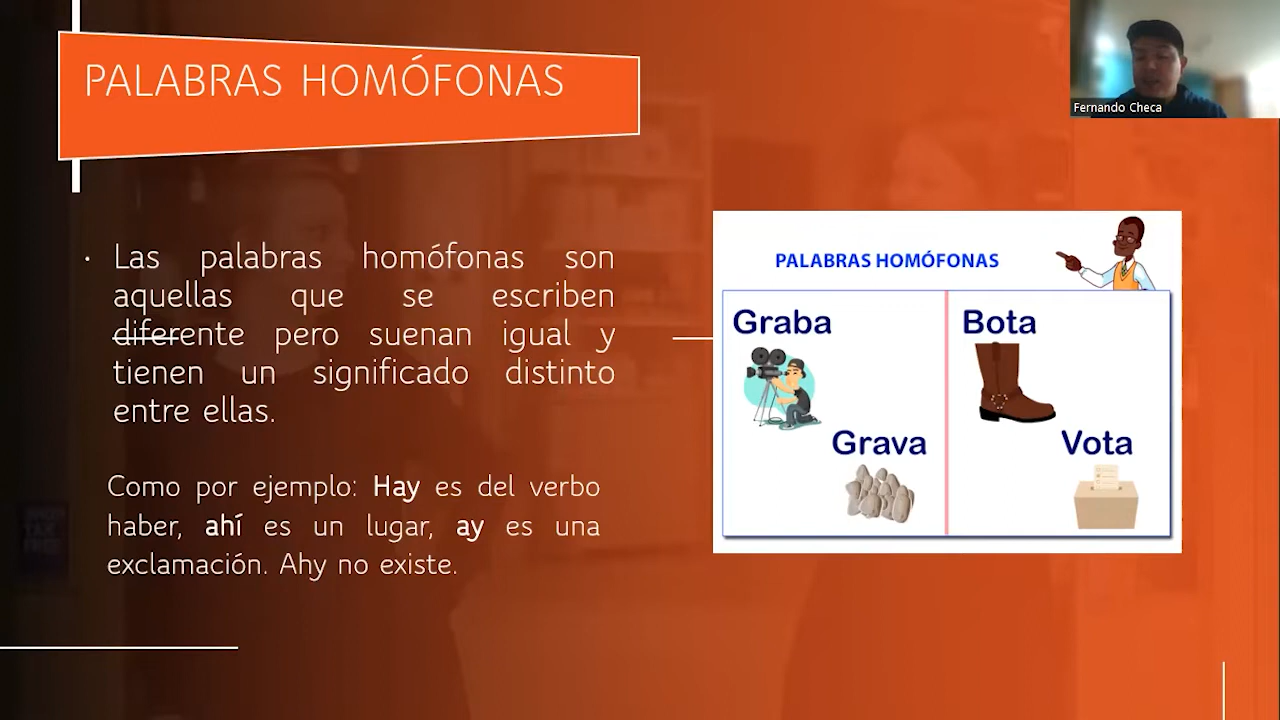 PALABRAS HOMÓFONAS
Fernando Checa
• Las palabras homófonas son
aquellas que se escriben
diferente pero suenan igual y
tienen un significado distinto
entre ellas.
Como por ejemplo: Hay es del verbo
haber, ahí es un lugar, ay es una
exclamación. Ahy no existe.
PALABRAS HOMÓFONAS
Graba
Grava
Bota
Vota